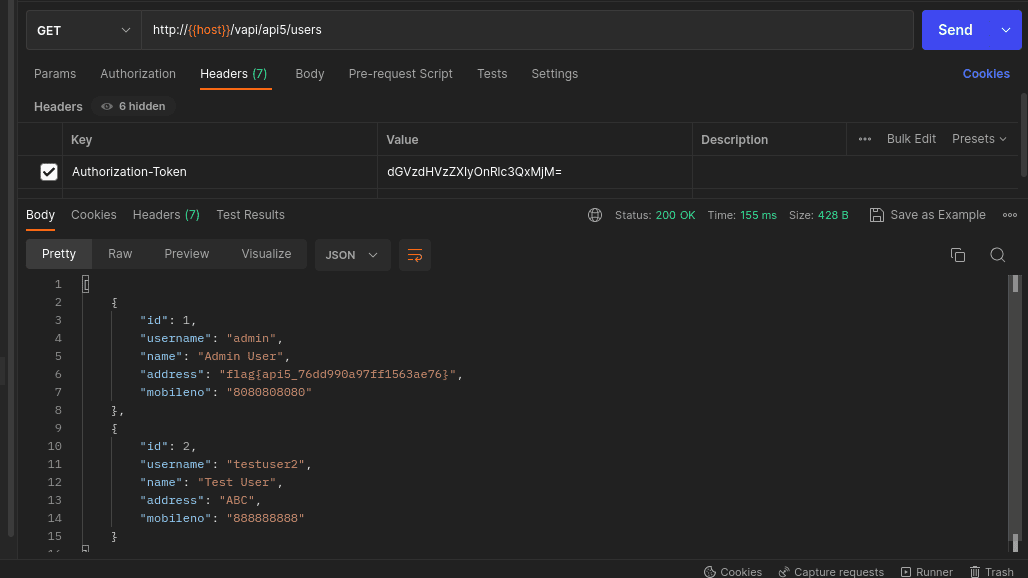 GET http://{{host}}/vapi/api5/users Send
Params Authorization Headers (7) Body Pre-request Script Tests Settings Cookies
Headers 6 hidden
Key Value Description ••• Bulk Edit Presets
Authorization-Token dGVzdHVzZXIyOnRlc3QxMjM=
Body Cookies Headers (7) Test Results Status: 200 OK Time: 155 ms Size: 428 B Save as Example
Pretty Raw Preview Visualize JSON
1 [
2 {
3 "id": 1,
4 "username": "admin",
5 "name": "Admin User",
6 "address": "flag{api5_76dd990a97ff1563ae76}",
7 "mobileno": "8080808080"
8 },
9 {
10 "id": 2,
11 "username": "testuser2",
12 "name": "Test User",
13 "address": "ABC",
14 "mobileno": "888888888"
15 }
Cookies Capture requests Runner Trash